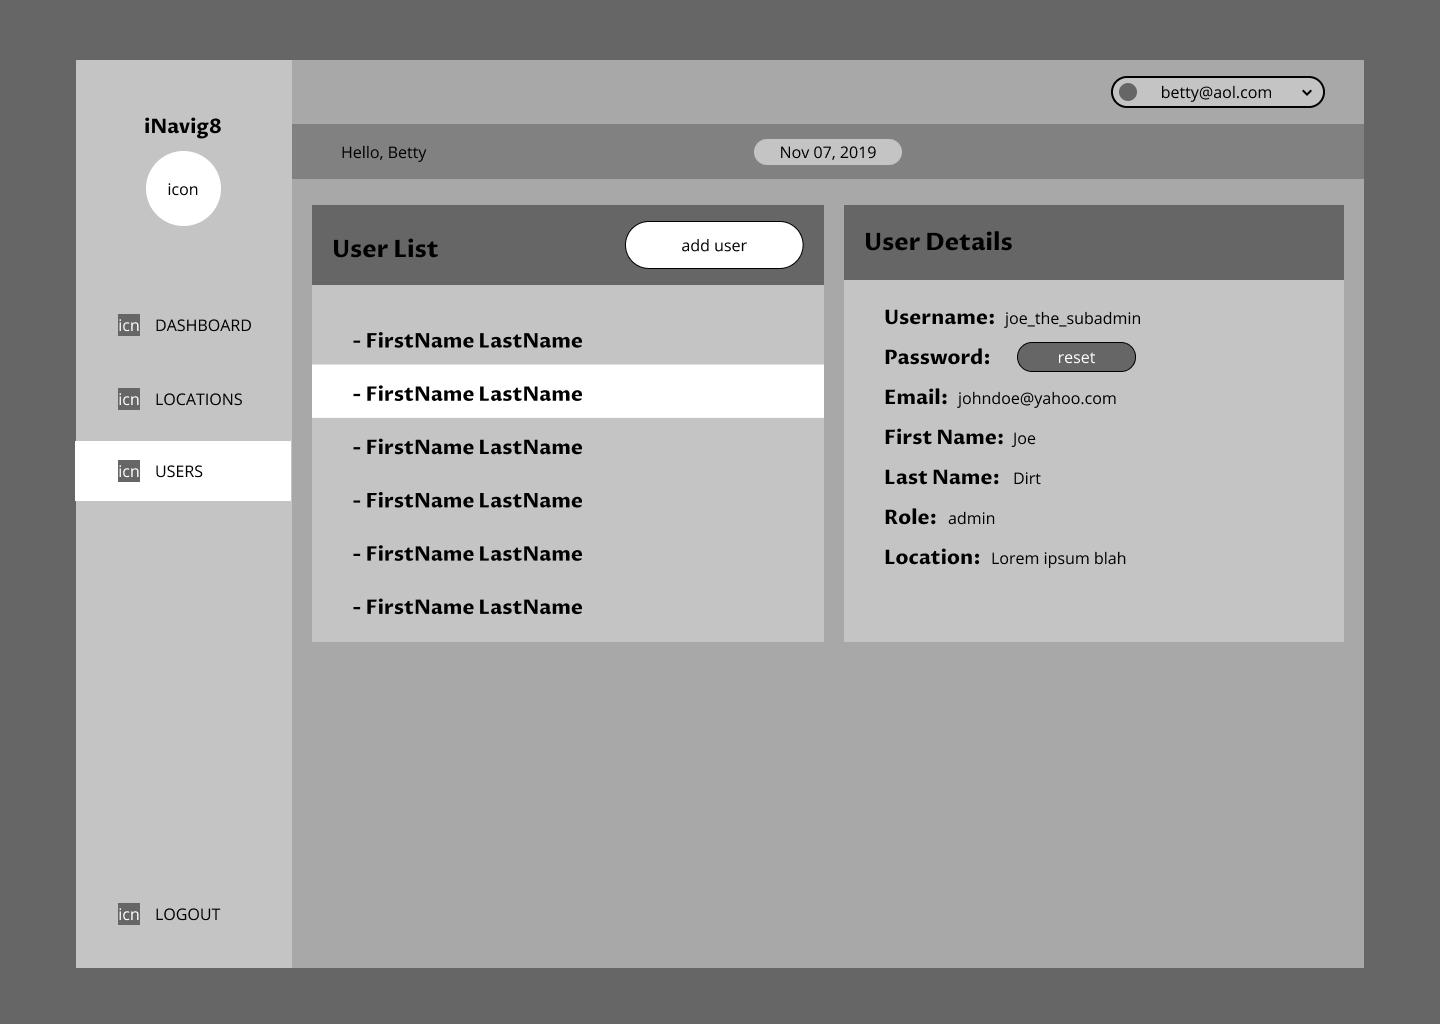 iNavig8
icon
icn DASHBOARD
icn LOCATIONS
icn USERS
icn LOGOUT
betty@aol.com
Hello, Betty
Nov 07, 2019
User List
add user
- FirstName LastName
- FirstName LastName
- FirstName LastName
- FirstName LastName
- FirstName LastName
- FirstName LastName
User Details
Username: joe_the_subadmin
Password: reset
Email: johndoe@yahoo.com
First Name: Joe
Last Name: Dirt
Role: admin
Location: Lorem ipsum blah